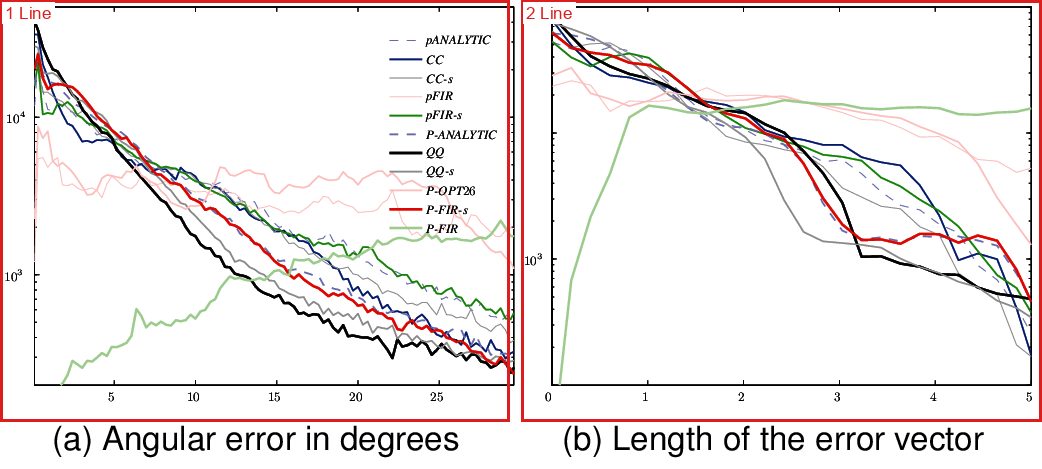 1 Line
2 Line
pANALYTIC
CC
CC-s
pFIR
pFIR-s
P-ANALYTIC
QQ
QQ-s
P-OPT26
P-FIR-s
P-FIR
10⁴
10³
5 10 15 20 25
10³
0 1 2 3 4 5
(a) Angular error in degrees
(b) Length of the error vector